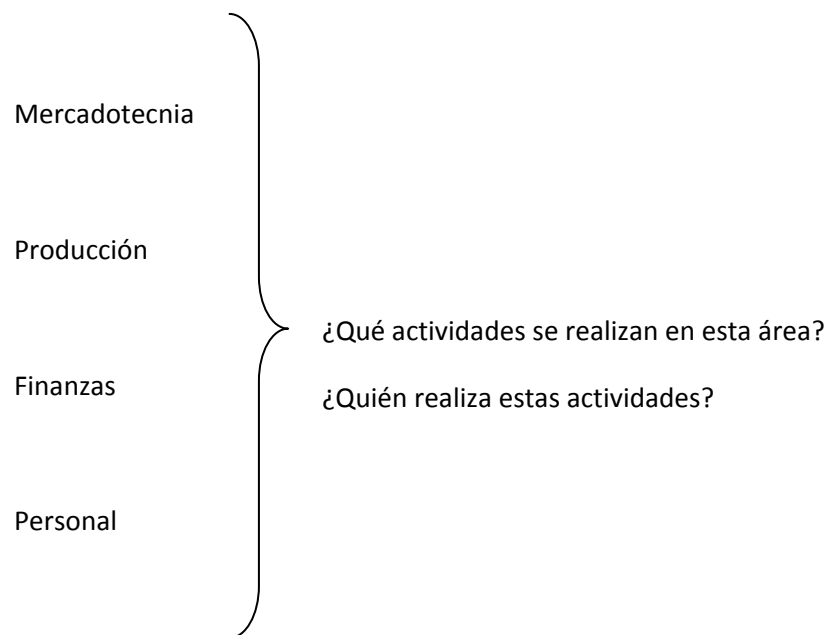 Mercadotecnia
Producción
Finanzas
Personal
¿Qué actividades se realizan en esta área?
¿Quién realiza estas actividades?